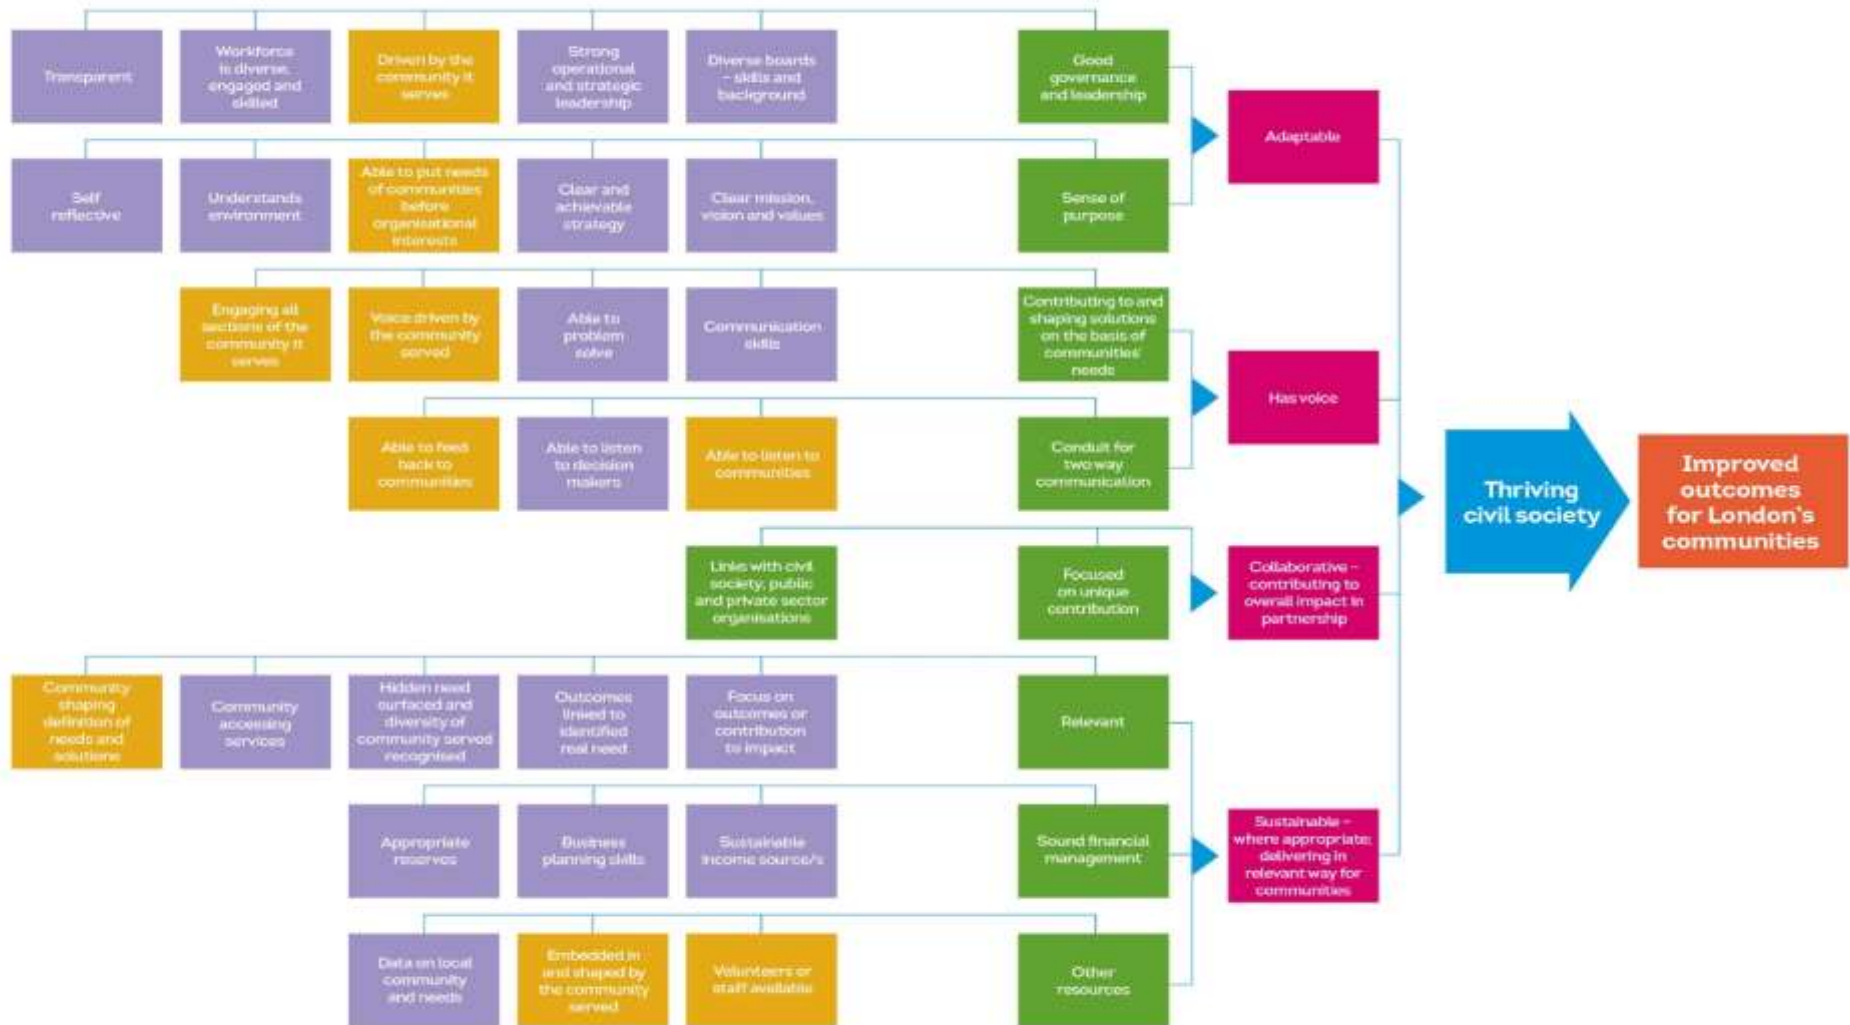 Transparent
Workforce
is diverse,
engaged and
skilled
Driven by the
community it
serves
Strong
operational
and strategic
leadership
Diverse boards
– skills and
background
Good
governance
and leadership
Adaptable
Self
reflective
Understands
environment
Able to put needs
of communities
before
organisational
interests
Clear and
achievable
strategy
Clear mission,
vision and values
Sense of
purpose
Engaging all
sections of the
community it
serves
Voice driven by
the community
served
Able to
problem
solve
Communication
skills
Contributing to and
shaping solutions
on the basis of
communities'
needs
Has voice
Able to feed
back to
communities
Able to listen
to decision
makers
Able to listen to
communities
Conduit for
two way
communication
Thriving
civil society
Improved
outcomes
for London's
communities
Links with civil
society, public
and private sector
organisations
Focused
on unique
contribution
Collaborative –
contributing to
overall impact in
partnership
Community
shaping
definition of
needs and
solutions
Community
accessing
services
Hidden need
surfaced and
diversity of
community served
recognised
Outcomes
linked to
identified
real need
Focus on
outcomes or
contribution
to impact
Relevant
Appropriate
reserves
Business
planning skills
Sustainable
income source/s
Sound financial
management
Sustainable –
where appropriate;
delivering in
relevant way for
communities
Data on local
community
and needs
Embedded in
and shaped by
the community
served
Volunteers or
staff available
Other
resources